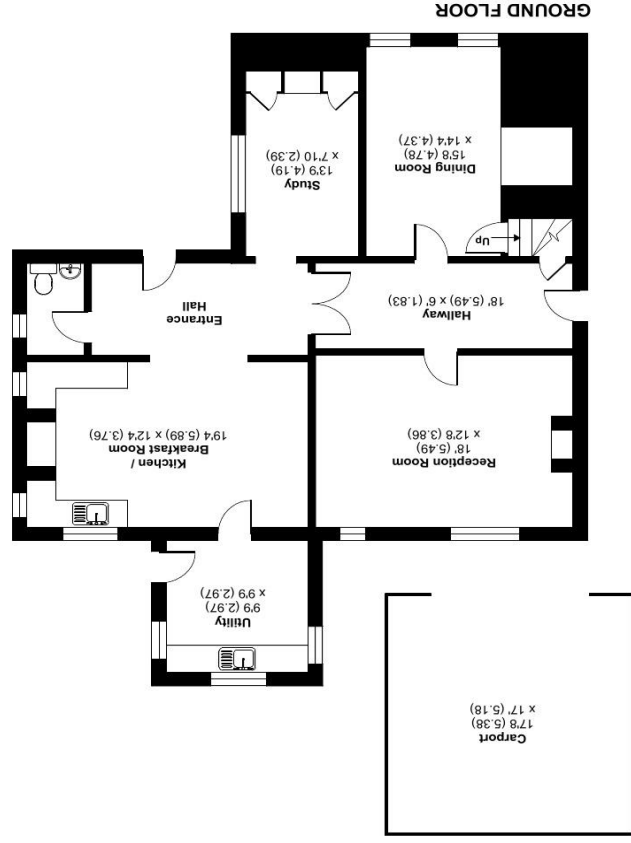 Carport
17'8 (5.38)
x 17' (5.18)
Utility
9'9 (2.97)
x 9'9 (2.97)
Reception Room
18' (5.49)
x 12'8 (3.86)
Kitchen /
Breakfast Room
19'4 (5.89) x 12'4 (3.76)
Hallway
18' (5.49) x 6' (1.83)
Entrance
Hall
Up
Dining Room
15'8 (4.78)
x 14'4 (4.37)
Study
13'9 (4.19)
x 7'10 (2.39)
GROUND FLOOR